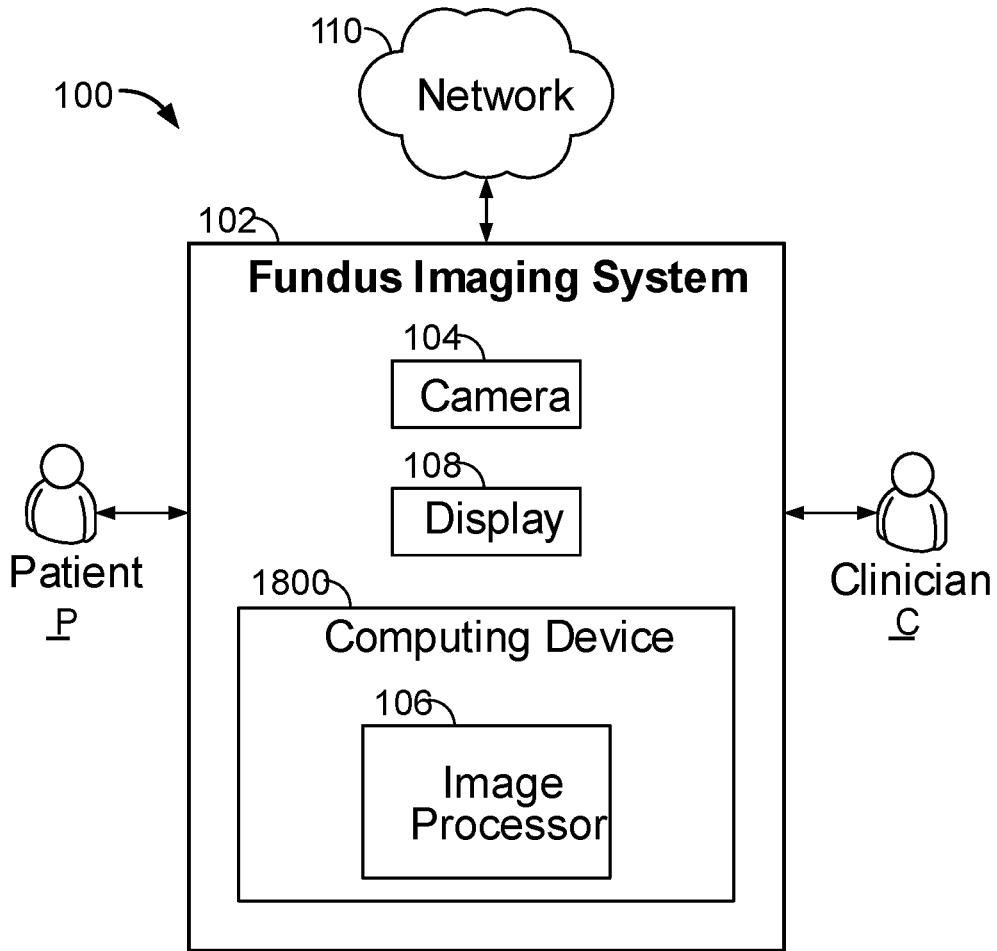 110
Network
100
102
Fundus Imaging System
104
Camera
108
Display
Patient
P
Clinician
C
1800
Computing Device
106
Image
Processor